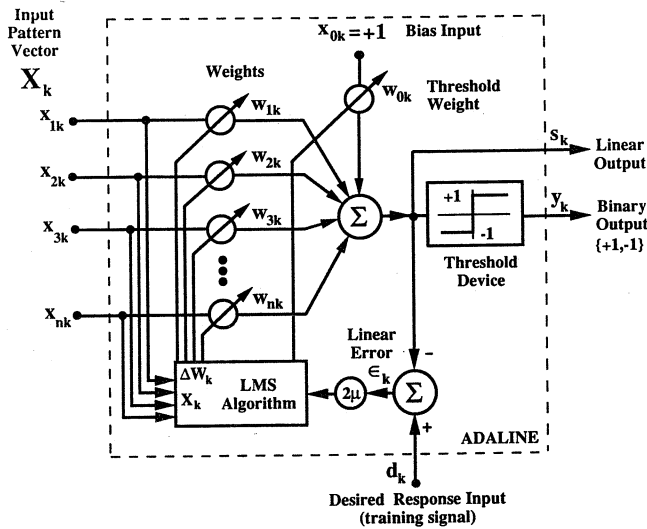 Input
Pattern
Vector
X_k
x_0k = +1 Bias Input
Weights
w_0k
Threshold
Weight
x_1k
w_1k
x_2k
w_2k
x_3k
w_3k
x_nk
w_nk
Σ
s_k
Linear
Output
+1
-1
y_k
Binary
Output
{+1,-1}
Threshold
Device
Linear
Error
∈_k
ΔW_k
X_k
LMS
Algorithm
2μ
Σ
−
+
ADALINE
d_k
Desired Response Input
(training signal)